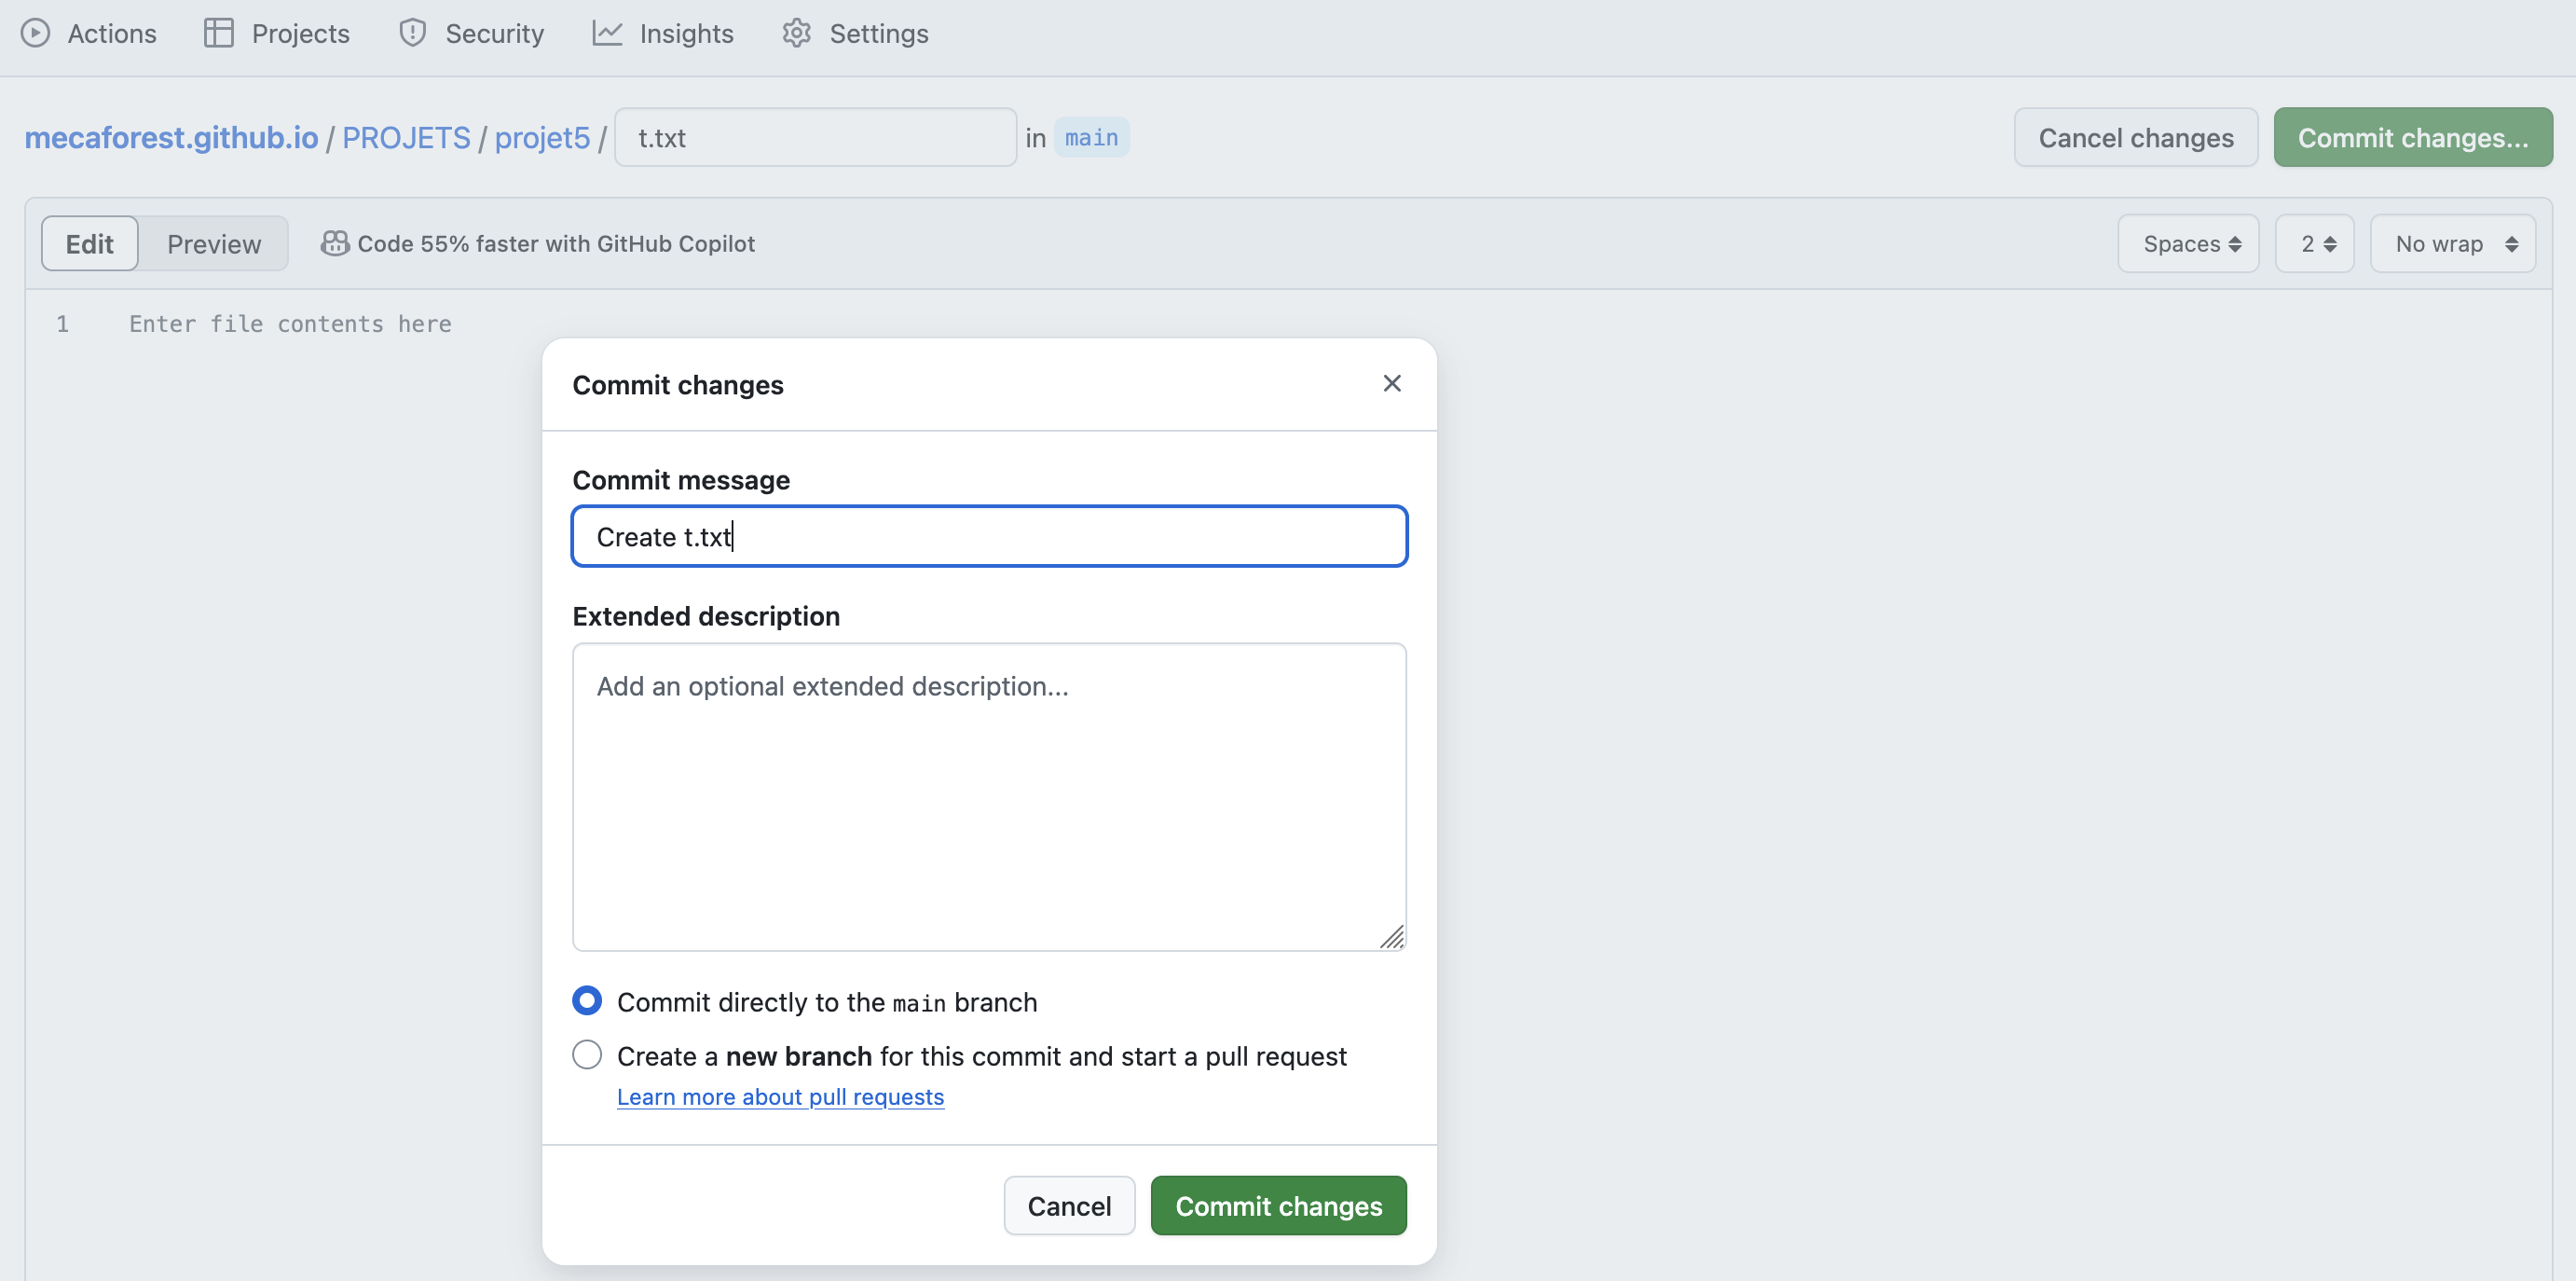 Actions Projects Security Insights Settings
mecaforest.github.io / PROJETS / projet5 / t.txt in main Cancel changes Commit changes...
Edit Preview Code 55% faster with GitHub Copilot Spaces 2 No wrap
1 Enter file contents here
Commit changes
Commit message
Create t.txt
Extended description
Add an optional extended description...
Commit directly to the main branch
Create a new branch for this commit and start a pull request
Learn more about pull requests
Cancel Commit changes